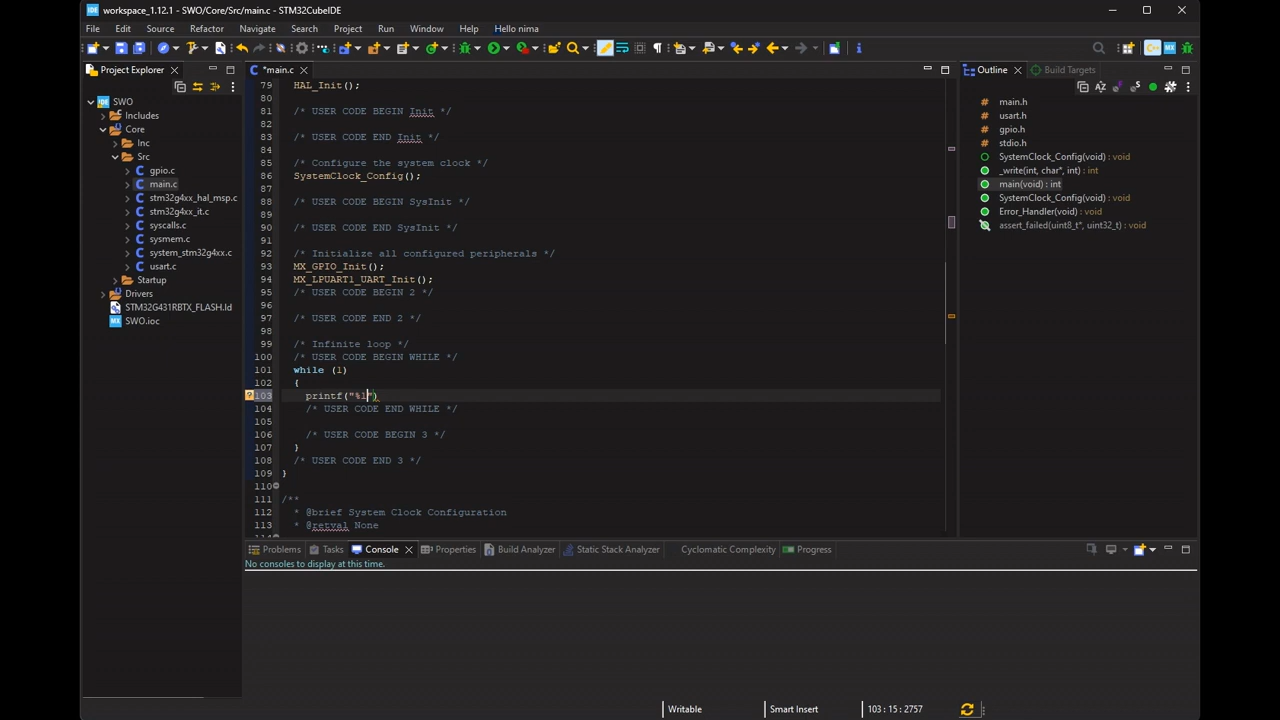 IDE workspace_1.12.1 - SWO/Core/Src/main.c - STM32CubeIDE
File Edit Source Refactor Navigate Search Project Run Window Help Hello nima
Project Explorer
*main.c
Outline
Build Targets
SWO
Includes
Core
Inc
Src
gpio.c
main.c
stm32g4xx_hal_msp.c
stm32g4xx_it.c
syscalls.c
sysmem.c
system_stm32g4xx.c
usart.c
Startup
Drivers
STM32G431RBTX_FLASH.ld
SWO.ioc
79 HAL_Init();
80
81 /* USER CODE BEGIN Init */
82
83 /* USER CODE END Init */
84
85 /* Configure the system clock */
86 SystemClock_Config();
87
88 /* USER CODE BEGIN SysInit */
89
90 /* USER CODE END SysInit */
91
92 /* Initialize all configured peripherals */
93 MX_GPIO_Init();
94 MX_LPUART1_UART_Init();
95 /* USER CODE BEGIN 2 */
96
97 /* USER CODE END 2 */
98
99 /* Infinite loop */
100 /* USER CODE BEGIN WHILE */
101 while (1)
102 {
103 printf("%l")
104 /* USER CODE END WHILE */
105
106 /* USER CODE BEGIN 3 */
107 }
108 /* USER CODE END 3 */
109 }
110
111 /**
112 * @brief System Clock Configuration
113 * @retval None
main.h
usart.h
gpio.h
stdio.h
SystemClock_Config(void) : void
_write(int, char*, int) : int
main(void) : int
SystemClock_Config(void) : void
Error_Handler(void) : void
assert_failed(uint8_t*, uint32_t) : void
Problems Tasks Console Properties Build Analyzer Static Stack Analyzer Cyclomatic Complexity Progress
No consoles to display at this time.
Writable Smart Insert 103 : 15 : 2757